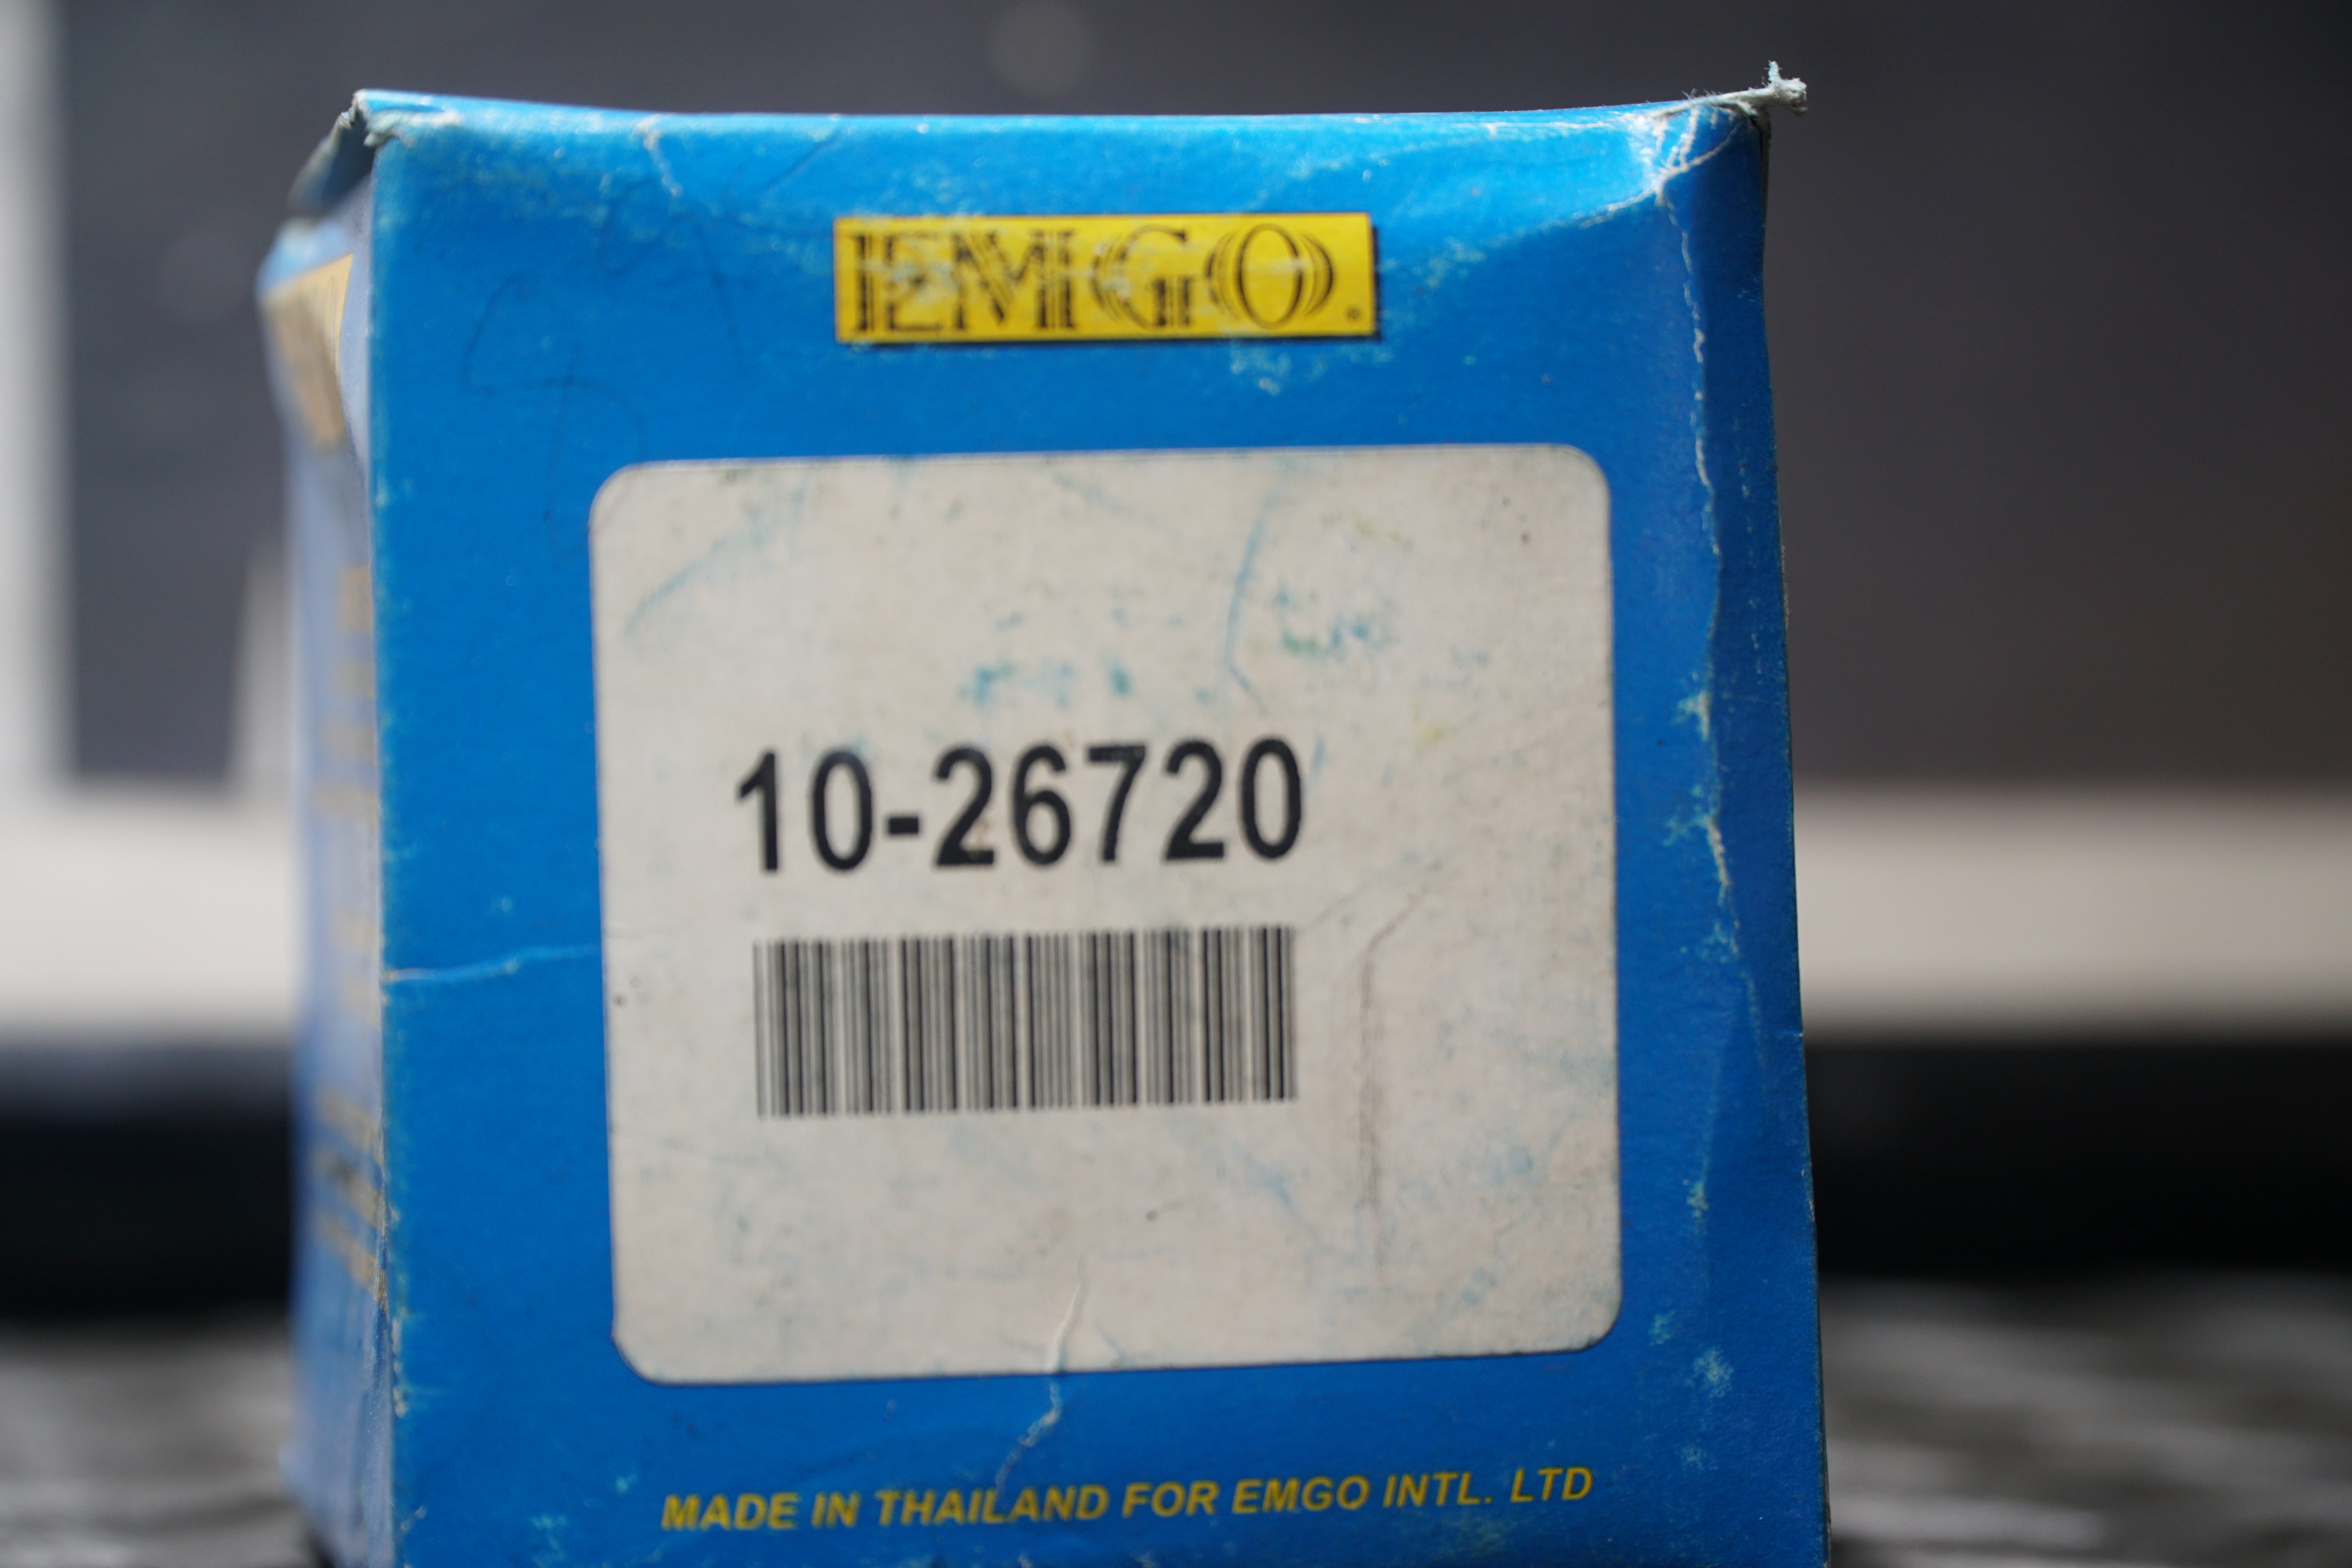 EMGO
10-26720
MADE IN THAILAND FOR EMGO INTL. LTD